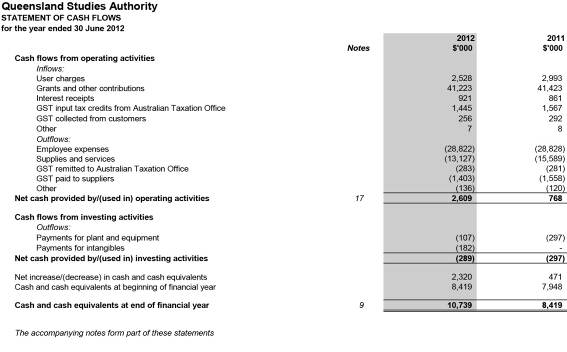 Queensland Studies Authority
STATEMENT OF CASH FLOWS
for the year ended 30 June 2012
2012 2011
Notes $'000 $'000
Cash flows from operating activities
Inflows:
User charges 2,528 2,993
Grants and other contributions 41,223 41,423
Interest receipts 921 861
GST input tax credits from Australian Taxation Office 1,445 1,567
GST collected from customers 256 292
Other 7 8
Outflows:
Employee expenses (28,822) (28,828)
Supplies and services (13,127) (15,589)
GST remitted to Australian Taxation Office (283) (281)
GST paid to suppliers (1,403) (1,558)
Other (136) (120)
Net cash provided by/(used in) operating activities 17 2,609 768
Cash flows from investing activities
Outflows:
Payments for plant and equipment (107) (297)
Payments for intangibles (182) -
Net cash provided by/(used in) investing activities (289) (297)
Net increase/(decrease) in cash and cash equivalents 2,320 471
Cash and cash equivalents at beginning of financial year 8,419 7,948
Cash and cash equivalents at end of financial year 9 10,739 8,419
The accompanying notes form part of these statements